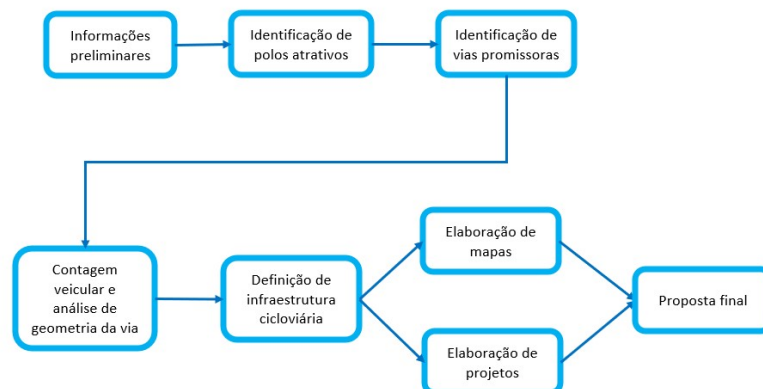 Informações
preliminares
Identificação de
polos atrativos
Identificação de
vias promissoras
Contagem
veicular e
análise de
geometria da via
Definição de
infraestrutura
cicloviária
Elaboração de
mapas
Elaboração de
projetos
Proposta final